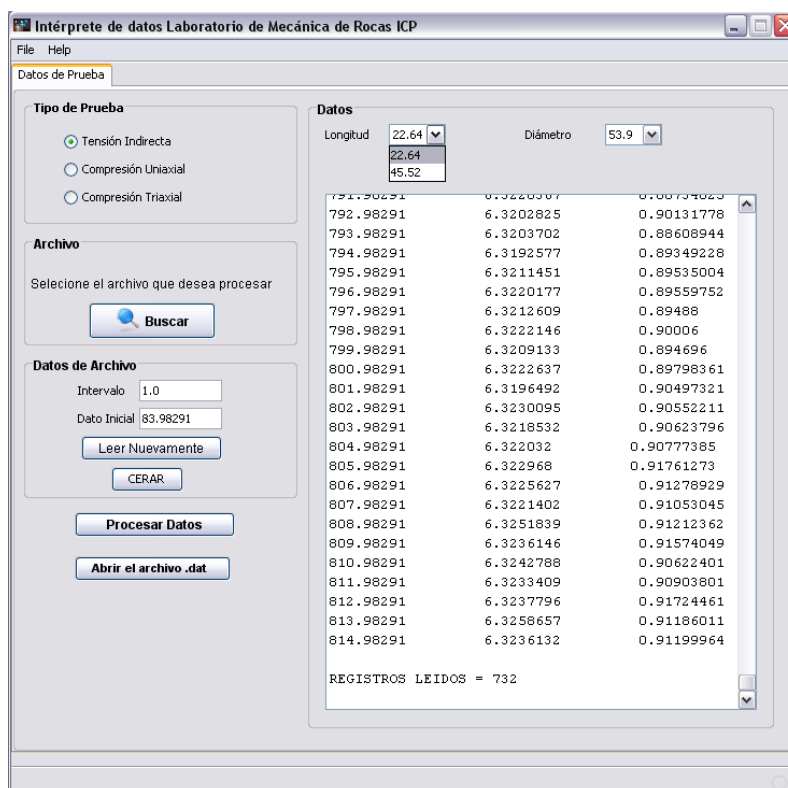 Intérprete de datos Laboratorio de Mecánica de Rocas ICP
File Help
Datos de Prueba
Tipo de Prueba
Tensión Indirecta
Compresión Uniaxial
Compresión Triaxial
Archivo
Selecione el archivo que desea procesar
Buscar
Datos de Archivo
Intervalo 1.0
Dato Inicial 83.98291
Leer Nuevamente
CERAR
Procesar Datos
Abrir el archivo .dat
Datos
Longitud 22.64 Diámetro 53.9
22.64
45.52
792.98291 6.3202825 0.90131778
793.98291 6.3203702 0.88608944
794.98291 6.3192577 0.89349228
795.98291 6.3211451 0.89535004
796.98291 6.3220177 0.89559752
797.98291 6.3212609 0.89488
798.98291 6.3222146 0.90006
799.98291 6.3209133 0.894696
800.98291 6.3222637 0.89798361
801.98291 6.3196492 0.90497321
802.98291 6.3230095 0.90552211
803.98291 6.3218532 0.90623796
804.98291 6.322032 0.90777385
805.98291 6.322968 0.91761273
806.98291 6.3225627 0.91278929
807.98291 6.3221402 0.91053045
808.98291 6.3251839 0.91212362
809.98291 6.3236146 0.91574049
810.98291 6.3242788 0.90622401
811.98291 6.3233409 0.90903801
812.98291 6.3237796 0.91724461
813.98291 6.3258657 0.91186011
814.98291 6.3236132 0.91199964
REGISTROS LEIDOS = 732